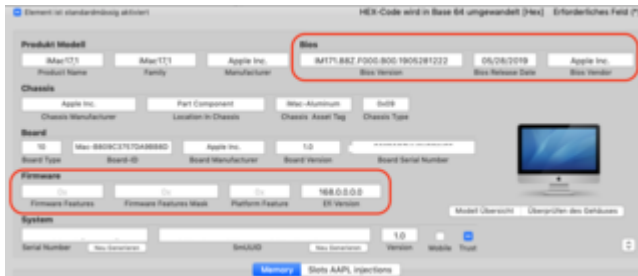 Element ist standardmässig aktiviert
HEX-Code wird in Base 64 umgewandelt [Hex] Erforderliches Feld (*
Produkt Modell
Bios
iMac17,1 iMac17,1 Apple Inc.
IM171.88Z.F000.B00.1905281222 05/28/2019 Apple Inc.
Product Name Family Manufacturer
Bios Version Bios Release Date Bios Vendor
Chassis
Apple Inc. Part Component iMac-Aluminum 0x09
Chassis Manufacturer Location in Chassis Chassis Asset Tag Chassis Type
Board
10 Mac-B809C3757DA9BB8D Apple Inc. 1.0
Board Type Board-ID Board Manufacturer Board Version Board Serial Number
Firmware
0x 0x 0x 168.0.0.0.0
Firmware Features Firmware Features Mask Platform Feature EFI Version
Modell Übersicht Überprüfen des Gehäuses
System
1.0
Serial Number Neu Generieren SmUUID Neu Generieren Version Mobile Trust
Memory Slots AAPL Injections